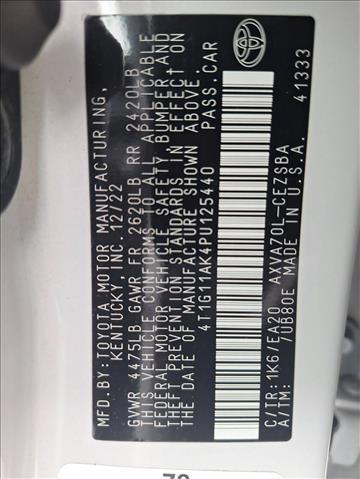 MFD.BY:TOYOTA MOTOR MANUFACTURING,
KENTUCKY, INC. 12/22
GVWR 4475LB GAWR FR 2620LB RR 2420LB
THIS VEHICLE CONFORMS TO ALL APPLICABLE
FEDERAL MOTOR VEHICLE SAFETY BUMPER AND
THEFT PREVENTION STANDARDS IN EFFECT ON
THE DATE OF MANUFACTURE SHOWN ABOVE.
4T1G11AK4PU125440 PASS.CAR
C/TR:1K6/EA20 AXVA70L-CEZSBA
A/TM: /UB80E MADE IN U.S.A. 41333